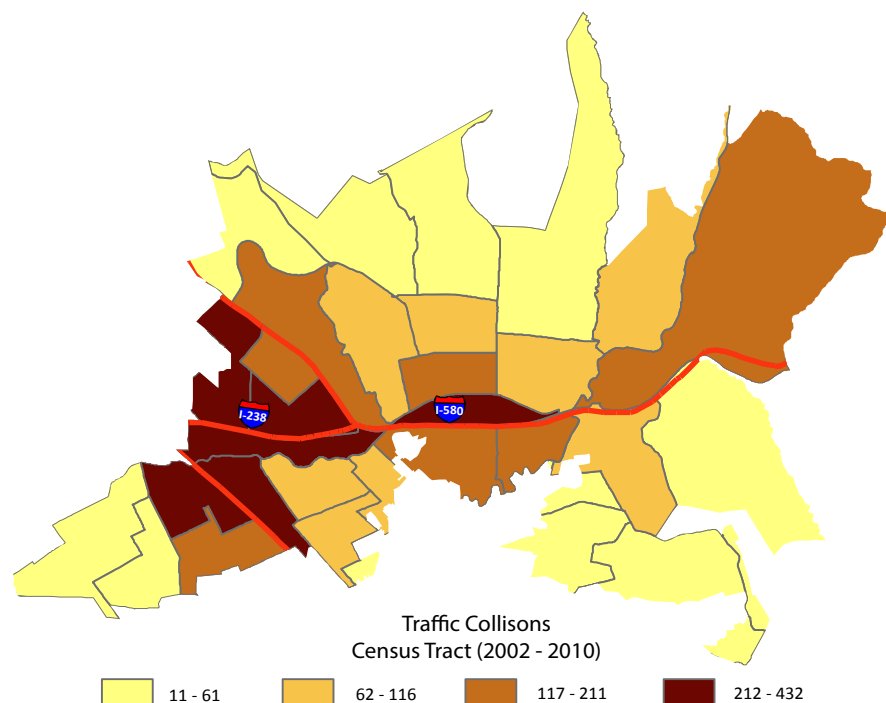 I-238
I-580
Traffic Collisons
Census Tract (2002 - 2010)
11 - 61
62 - 116
117 - 211
212 - 432